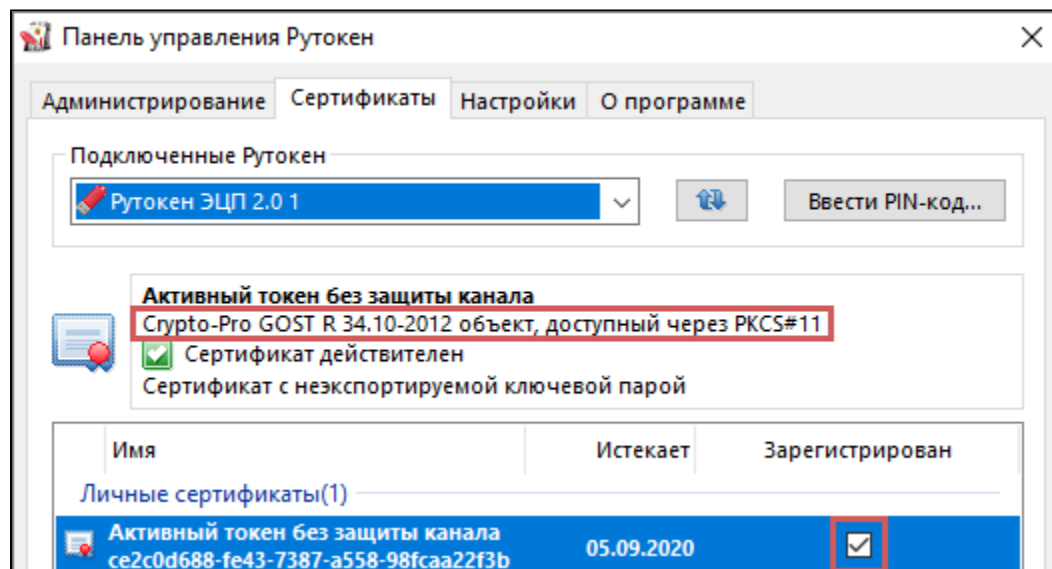 Панель управления Рутокен
Администрирование Сертификаты Настройки О программе
Подключенные Рутокен
Рутокен ЭЦП 2.0 1 Ввести PIN-код...
Активный токен без защиты канала
Crypto-Pro GOST R 34.10-2012 объект, доступный через PKCS#11
Сертификат действителен
Сертификат с неэкспортируемой ключевой парой
Имя Истекает Зарегистрирован
Личные сертификаты(1)
Активный токен без защиты канала
ce2c0d688-fe43-7387-a558-98fcaa22f3b 05.09.2020